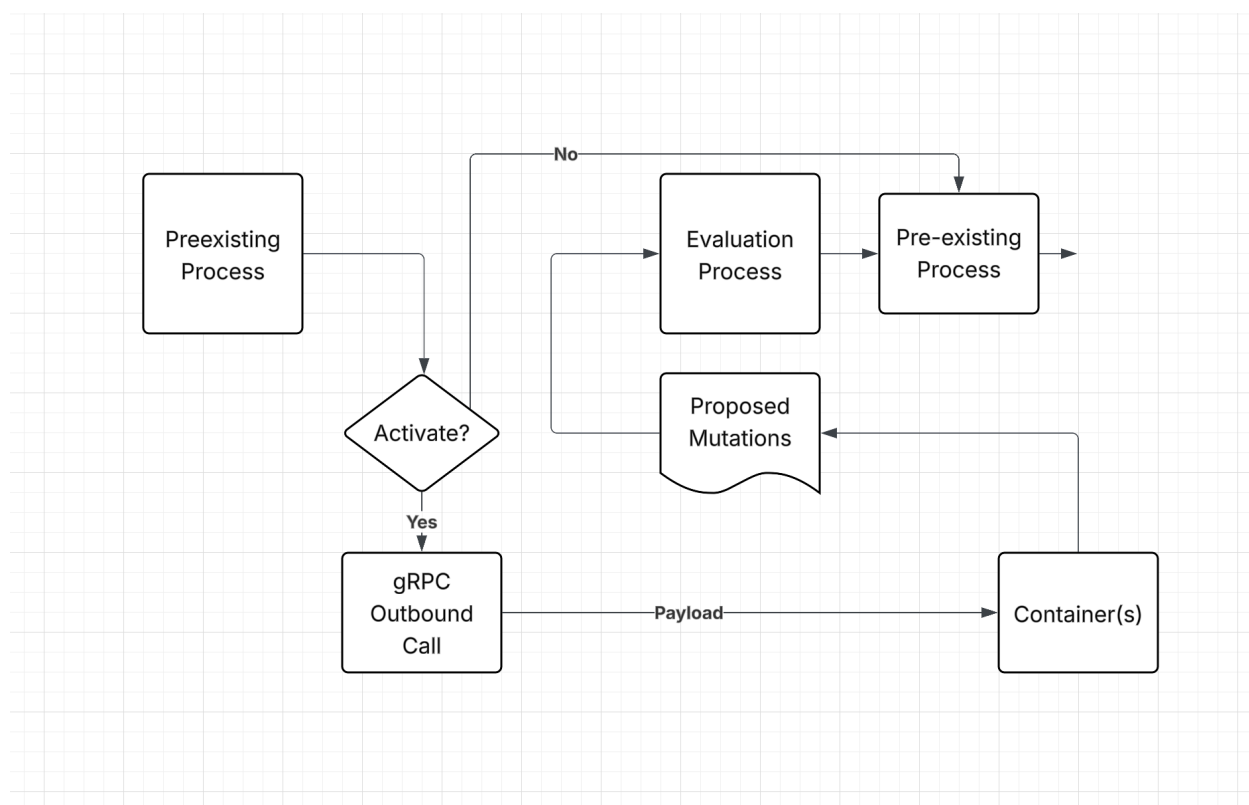 No
Preexisting
Process
Evaluation
Process
Pre-existing
Process
Activate?
Proposed
Mutations
Yes
gRPC
Outbound
Call
Payload
Container(s)